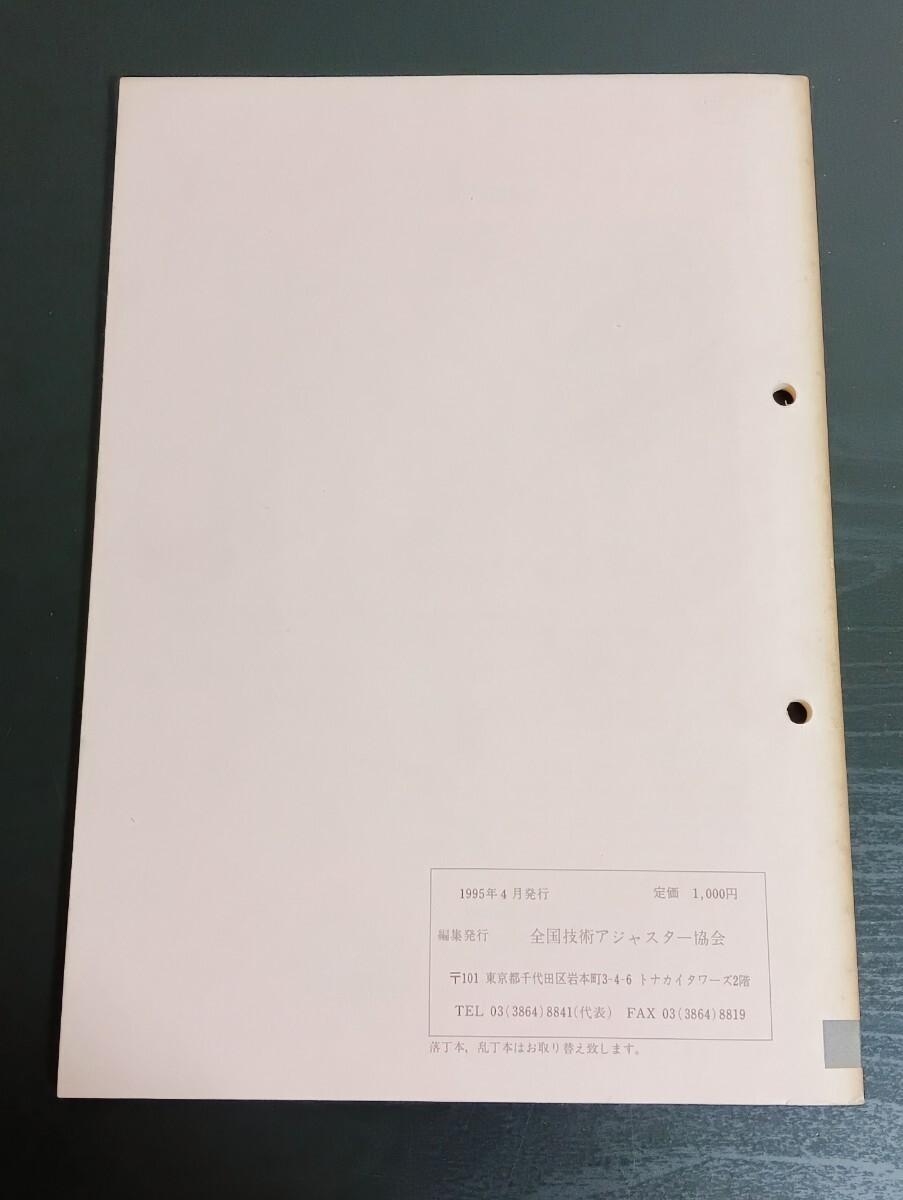 1995年4月発行 定価 1,000円
編集発行 全国技術アジャスター協会
〒101 東京都千代田区岩本町3-4-6 トナカイタワーズ2階
TEL 03(3864)8841(代表) FAX 03(3864)8819
落丁本，乱丁本はお取り替え致します。